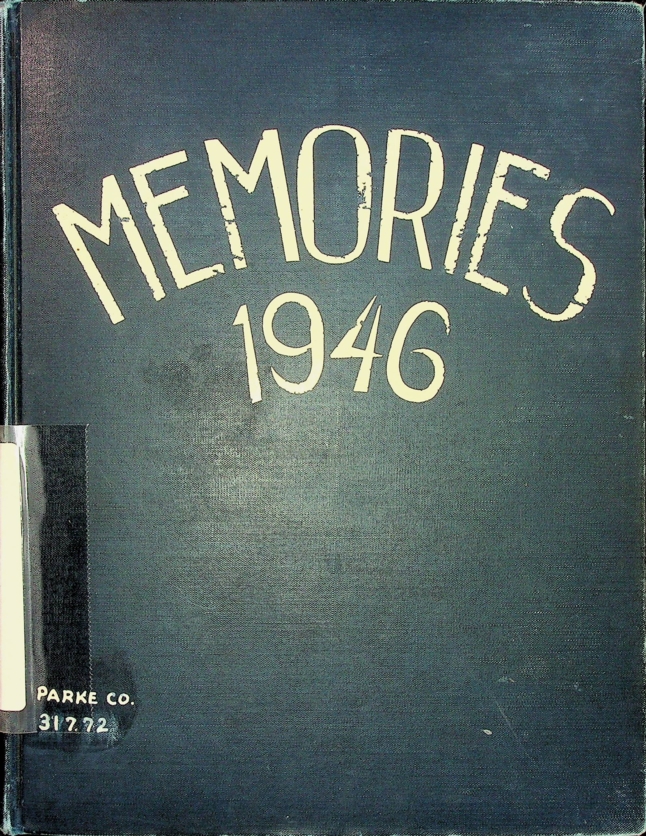 MEMORIES
1946
PARKE CO.
317.72